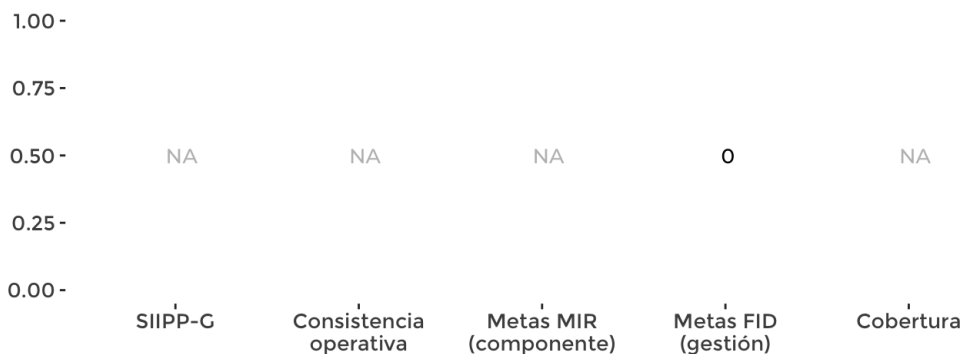 1.00
0.75
0.50
NA NA NA 0 NA
0.25
0.00
SIIPP-G Consistencia Metas MIR Metas FID Cobertura
operativa (componente) (gestión)